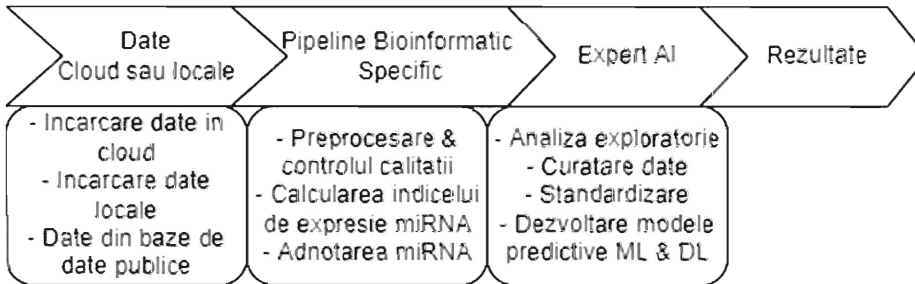 Date
Cloud sau locale
Pipeline Bioinformatic
Specific
Expert AI
Rezultate
- Incarcare date in
cloud
- Incarcare date
locale
- Date din baze de
date publice
- Preprocesare &
controlul calitatii
- Calcularea indicelui
de expresie miRNA
- Adnotarea miRNA
- Analiza exploratorie
- Curatare date
- Standardizare
- Dezvoltare modele
predictive ML & DL